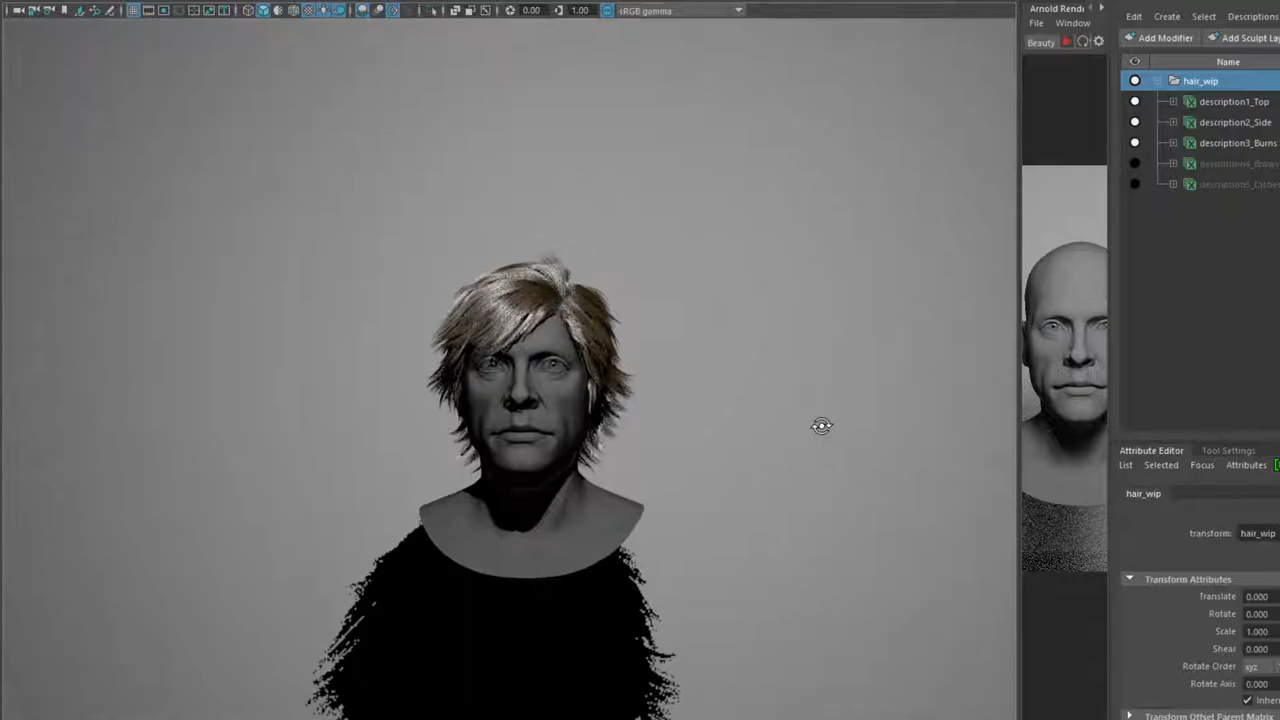 0.00
1.00
sRGB gamma
Arnold Rend
File Window
Beauty
Edit Create Select Descriptions
Add Modifier Add Sculpt Lay
Name
hair_wip
description1_Top
description2_Side
description3_Burns
Attribute Editor Tool Settings
List Selected Focus Attributes
hair_wip
transform: hair_wip
Transform Attributes
Translate 0.000
Rotate 0.000
Scale 1.000
Shear 0.000
Rotate Order xyz
Rotate Axis 0.000
Inher
Transform Offset Parent Matrix